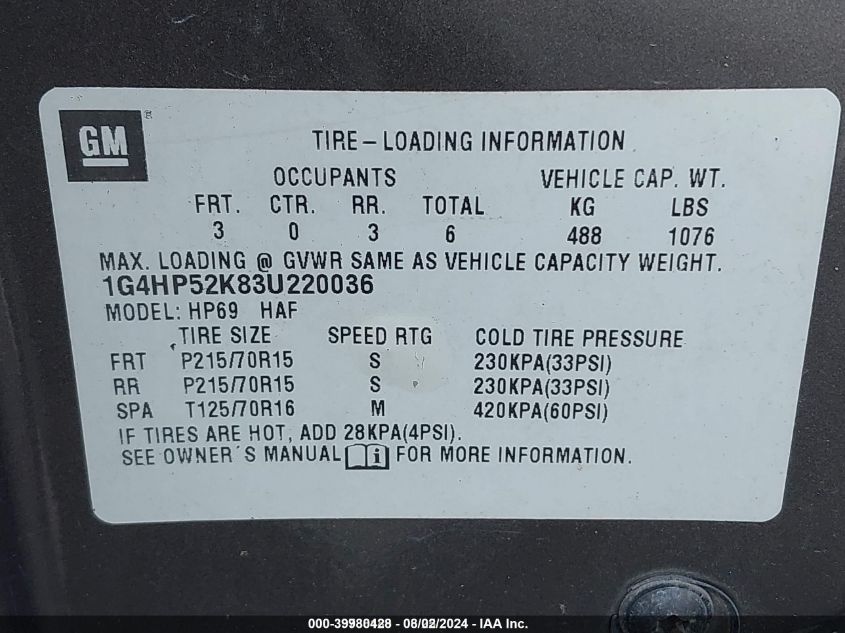 GM
TIRE-LOADING INFORMATION
OCCUPANTS VEHICLE CAP. WT.
FRT. CTR. RR. TOTAL KG LBS
3 0 3 6 488 1076
MAX. LOADING @ GVWR SAME AS VEHICLE CAPACITY WEIGHT.
1G4HP52K83U220036
MODEL: HP69 HAF
TIRE SIZE SPEED RTG COLD TIRE PRESSURE
FRT P215/70R15 S 230KPA(33PSI)
RR P215/70R15 S 230KPA(33PSI)
SPA T125/70R16 M 420KPA(60PSI)
IF TIRES ARE HOT, ADD 28KPA(4PSI).
SEE OWNER'S MANUAL i FOR MORE INFORMATION.
000-39980428 - 08/02/2024 - IAA Inc.